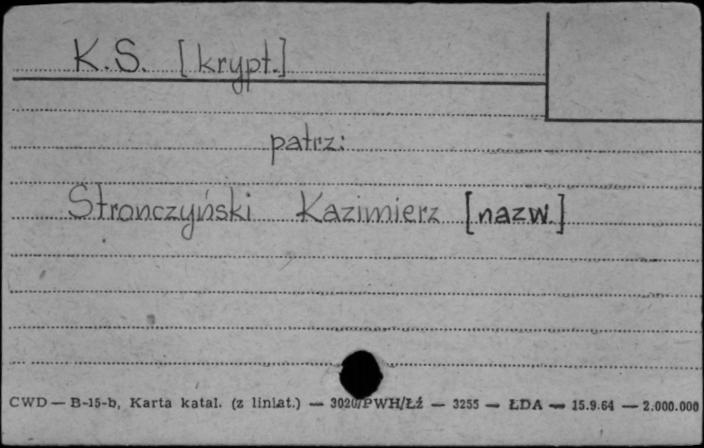 K.S. [krypt.]
patrz:
Stronczyński Kazimierz [nazw.]
CWD — B-15-b, Karta katal. (z liniat.) — 3020/PWH/Łź — 3255 — ŁDA — 15.9.64 — 2.000.000